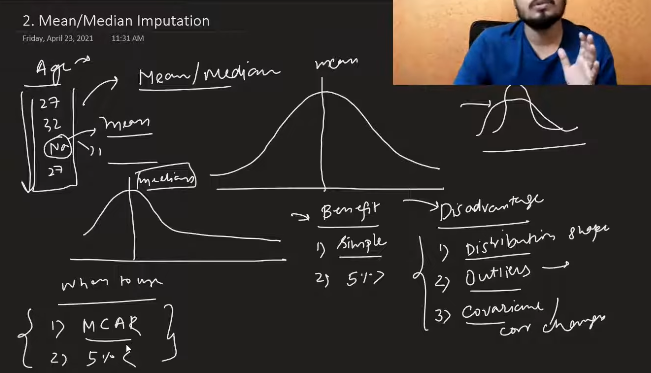 2. Mean/Median Imputation
Friday, April 23, 2021 11:31 AM
Age
27
32
Na
27
Mean/Median
mean
mean
median
Benefit
1) Simple
2) 5%
Disadvantage
1) Distribution shape
2) Outliers
3) Covariance/
corr changes
When to use
1) MCAR
2) 5% <